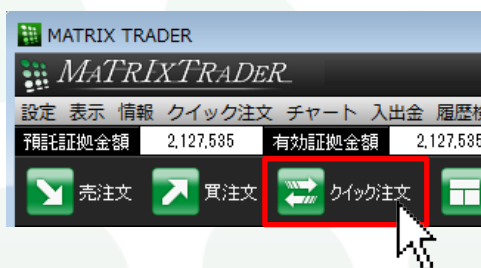 MATRIX TRADER
MATRIXTRADER
設定 表示 情報 クイック注文 チャート 入出金
預託証拠金額 2,127,535 有効証拠金額 2,127,535
売注文 買注文 クイック注文